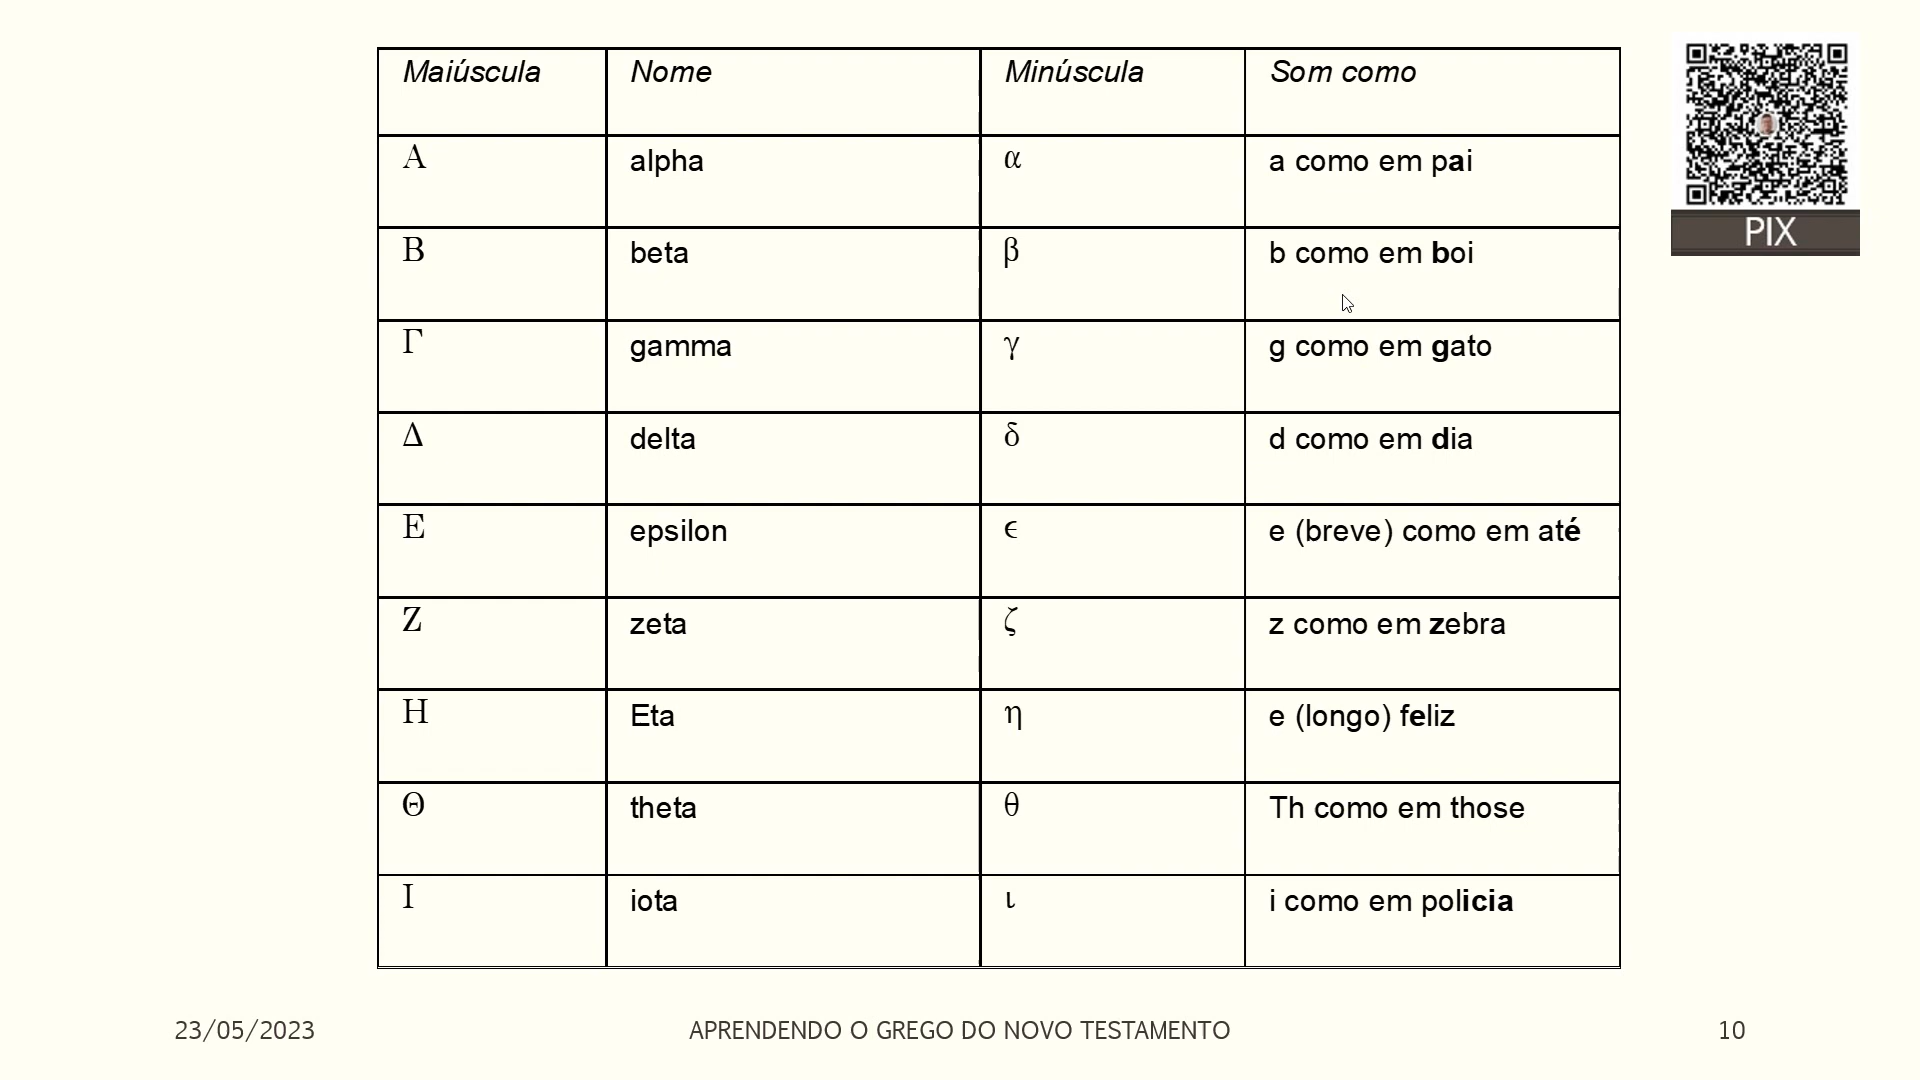 Maiúscula Nome Minúscula Som como
Α alpha α a como em pai
Β beta β b como em boi
Γ gamma γ g como em gato
Δ delta δ d como em dia
Ε epsilon ϵ e (breve) como em até
Ζ zeta ζ z como em zebra
Η Eta η e (longo) feliz
Θ theta θ Th como em those
Ι iota ι i como em policia
PIX
23/05/2023 APRENDENDO O GREGO DO NOVO TESTAMENTO 10